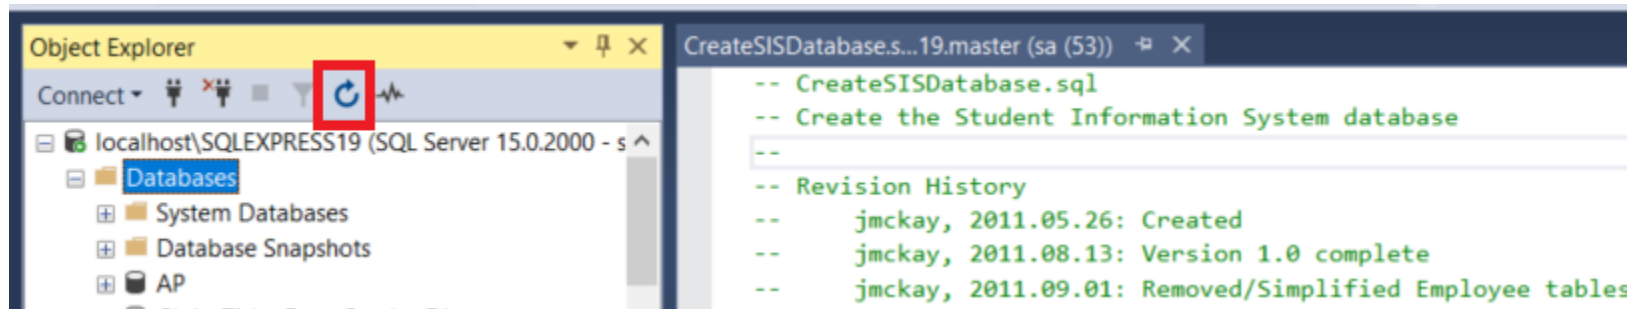 Object Explorer
Connect
localhost\SQLEXPRESS19 (SQL Server 15.0.2000 - s
Databases
System Databases
Database Snapshots
AP
CreateSISDatabase.s...19.master (sa (53))
-- CreateSISDatabase.sql
-- Create the Student Information System database
--
-- Revision History
-- jmckay, 2011.05.26: Created
-- jmckay, 2011.08.13: Version 1.0 complete
-- jmckay, 2011.09.01: Removed/Simplified Employee tables